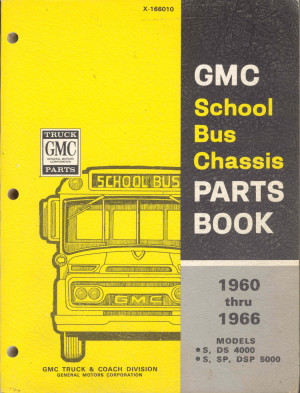 X-166010
GMC
School
Bus
Chassis
PARTS
BOOK
TRUCK
GMC
GENERAL MOTORS
CORPORATION
PARTS
SCHOOL BUS
GMC
1960
thru
1966
MODELS
• S, DS 4000
• S, SP, DSP 5000
GMC TRUCK & COACH DIVISION
GENERAL MOTORS CORPORATION